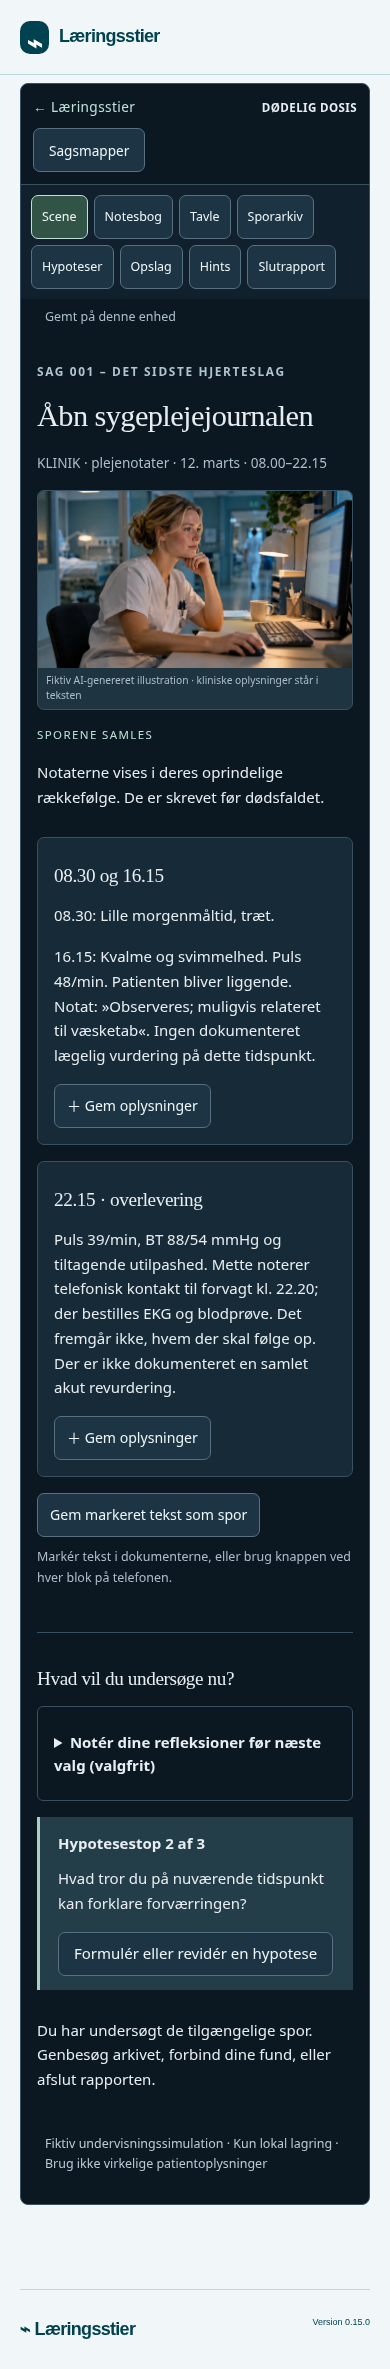 Læringsstier
← Læringsstier
DØDELIG DOSIS
Sagsmapper
Scene
Notesbog
Tavle
Sporarkiv
Hypoteser
Opslag
Hints
Slutrapport
Gemt på denne enhed
SAG 001 – DET SIDSTE HJERTESLAG
Åbn sygeplejejournalen
KLINIK · plejenotater · 12. marts · 08.00–22.15
Fiktiv AI-genereret illustration · kliniske oplysninger står i
teksten
SPORENE SAMLES
Notaterne vises i deres oprindelige
rækkefølge. De er skrevet før dødsfaldet.
08.30 og 16.15
08.30: Lille morgenmåltid, træt.
16.15: Kvalme og svimmelhed. Puls
48/min. Patienten bliver liggende.
Notat: »Observeres; muligvis relateret
til væsketab«. Ingen dokumenteret
lægelig vurdering på dette tidspunkt.
+ Gem oplysninger
22.15 · overlevering
Puls 39/min, BT 88/54 mmHg og
tiltagende utilpashed. Mette noterer
telefonisk kontakt til forvagt kl. 22.20;
der bestilles EKG og blodprøve. Det
fremgår ikke, hvem der skal følge op.
Der er ikke dokumenteret en samlet
akut revurdering.
+ Gem oplysninger
Gem markeret tekst som spor
Markér tekst i dokumenterne, eller brug knappen ved
hver blok på telefonen.
Hvad vil du undersøge nu?
▶ Notér dine refleksioner før næste
valg (valgfrit)
Hypotesestop 2 af 3
Hvad tror du på nuværende tidspunkt
kan forklare forværringen?
Formulér eller revidér en hypotese
Du har undersøgt de tilgængelige spor.
Genbesøg arkivet, forbind dine fund, eller
afslut rapporten.
Fiktiv undervisningssimulation · Kun lokal lagring ·
Brug ikke virkelige patientoplysninger
Læringsstier
Version 0.15.0